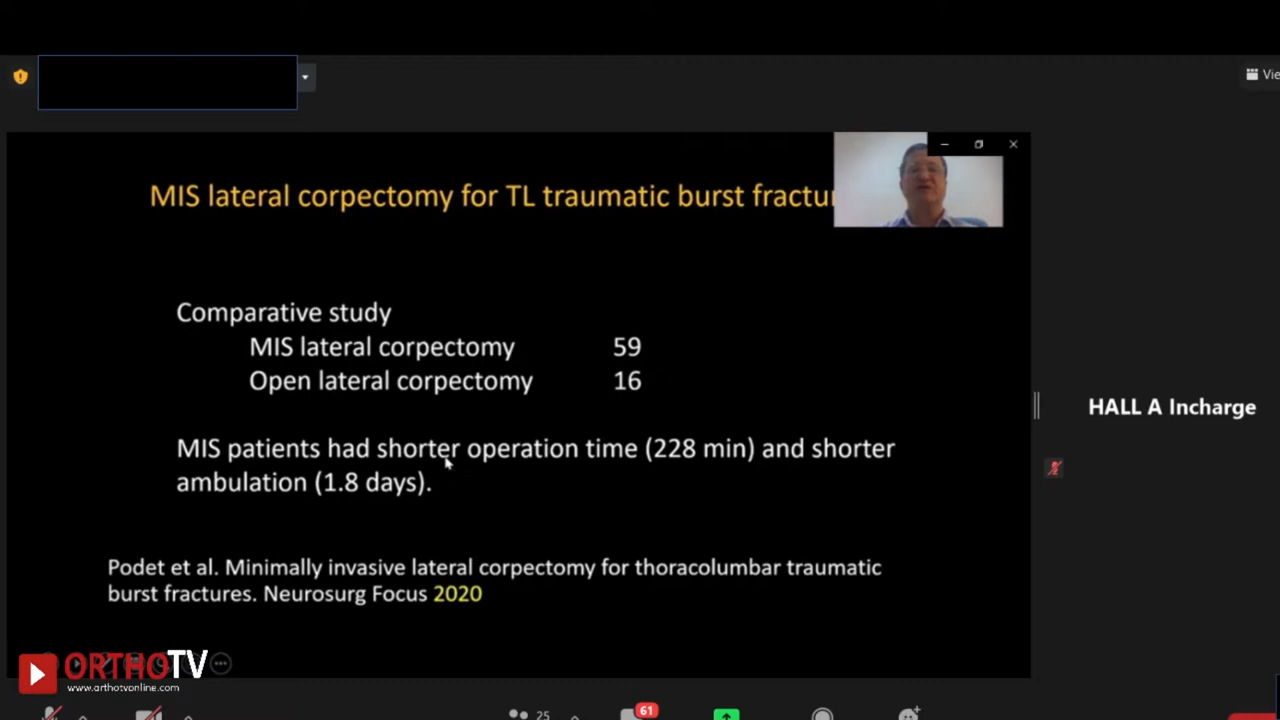 Vie
MIS lateral corpectomy for TL traumatic burst
Comparative study
MIS lateral corpectomy 59
Open lateral corpectomy 16
HALL A Incharge
MIS patients had shorter operation time (228 min) and shorter
ambulation (1.8 days).
Podet et al. Minimally invasive lateral corpectomy for thoracolumbar traumatic
burst fractures. Neurosurg Focus 2020
ORTHOTV
www.orthotvonline.com
25
61